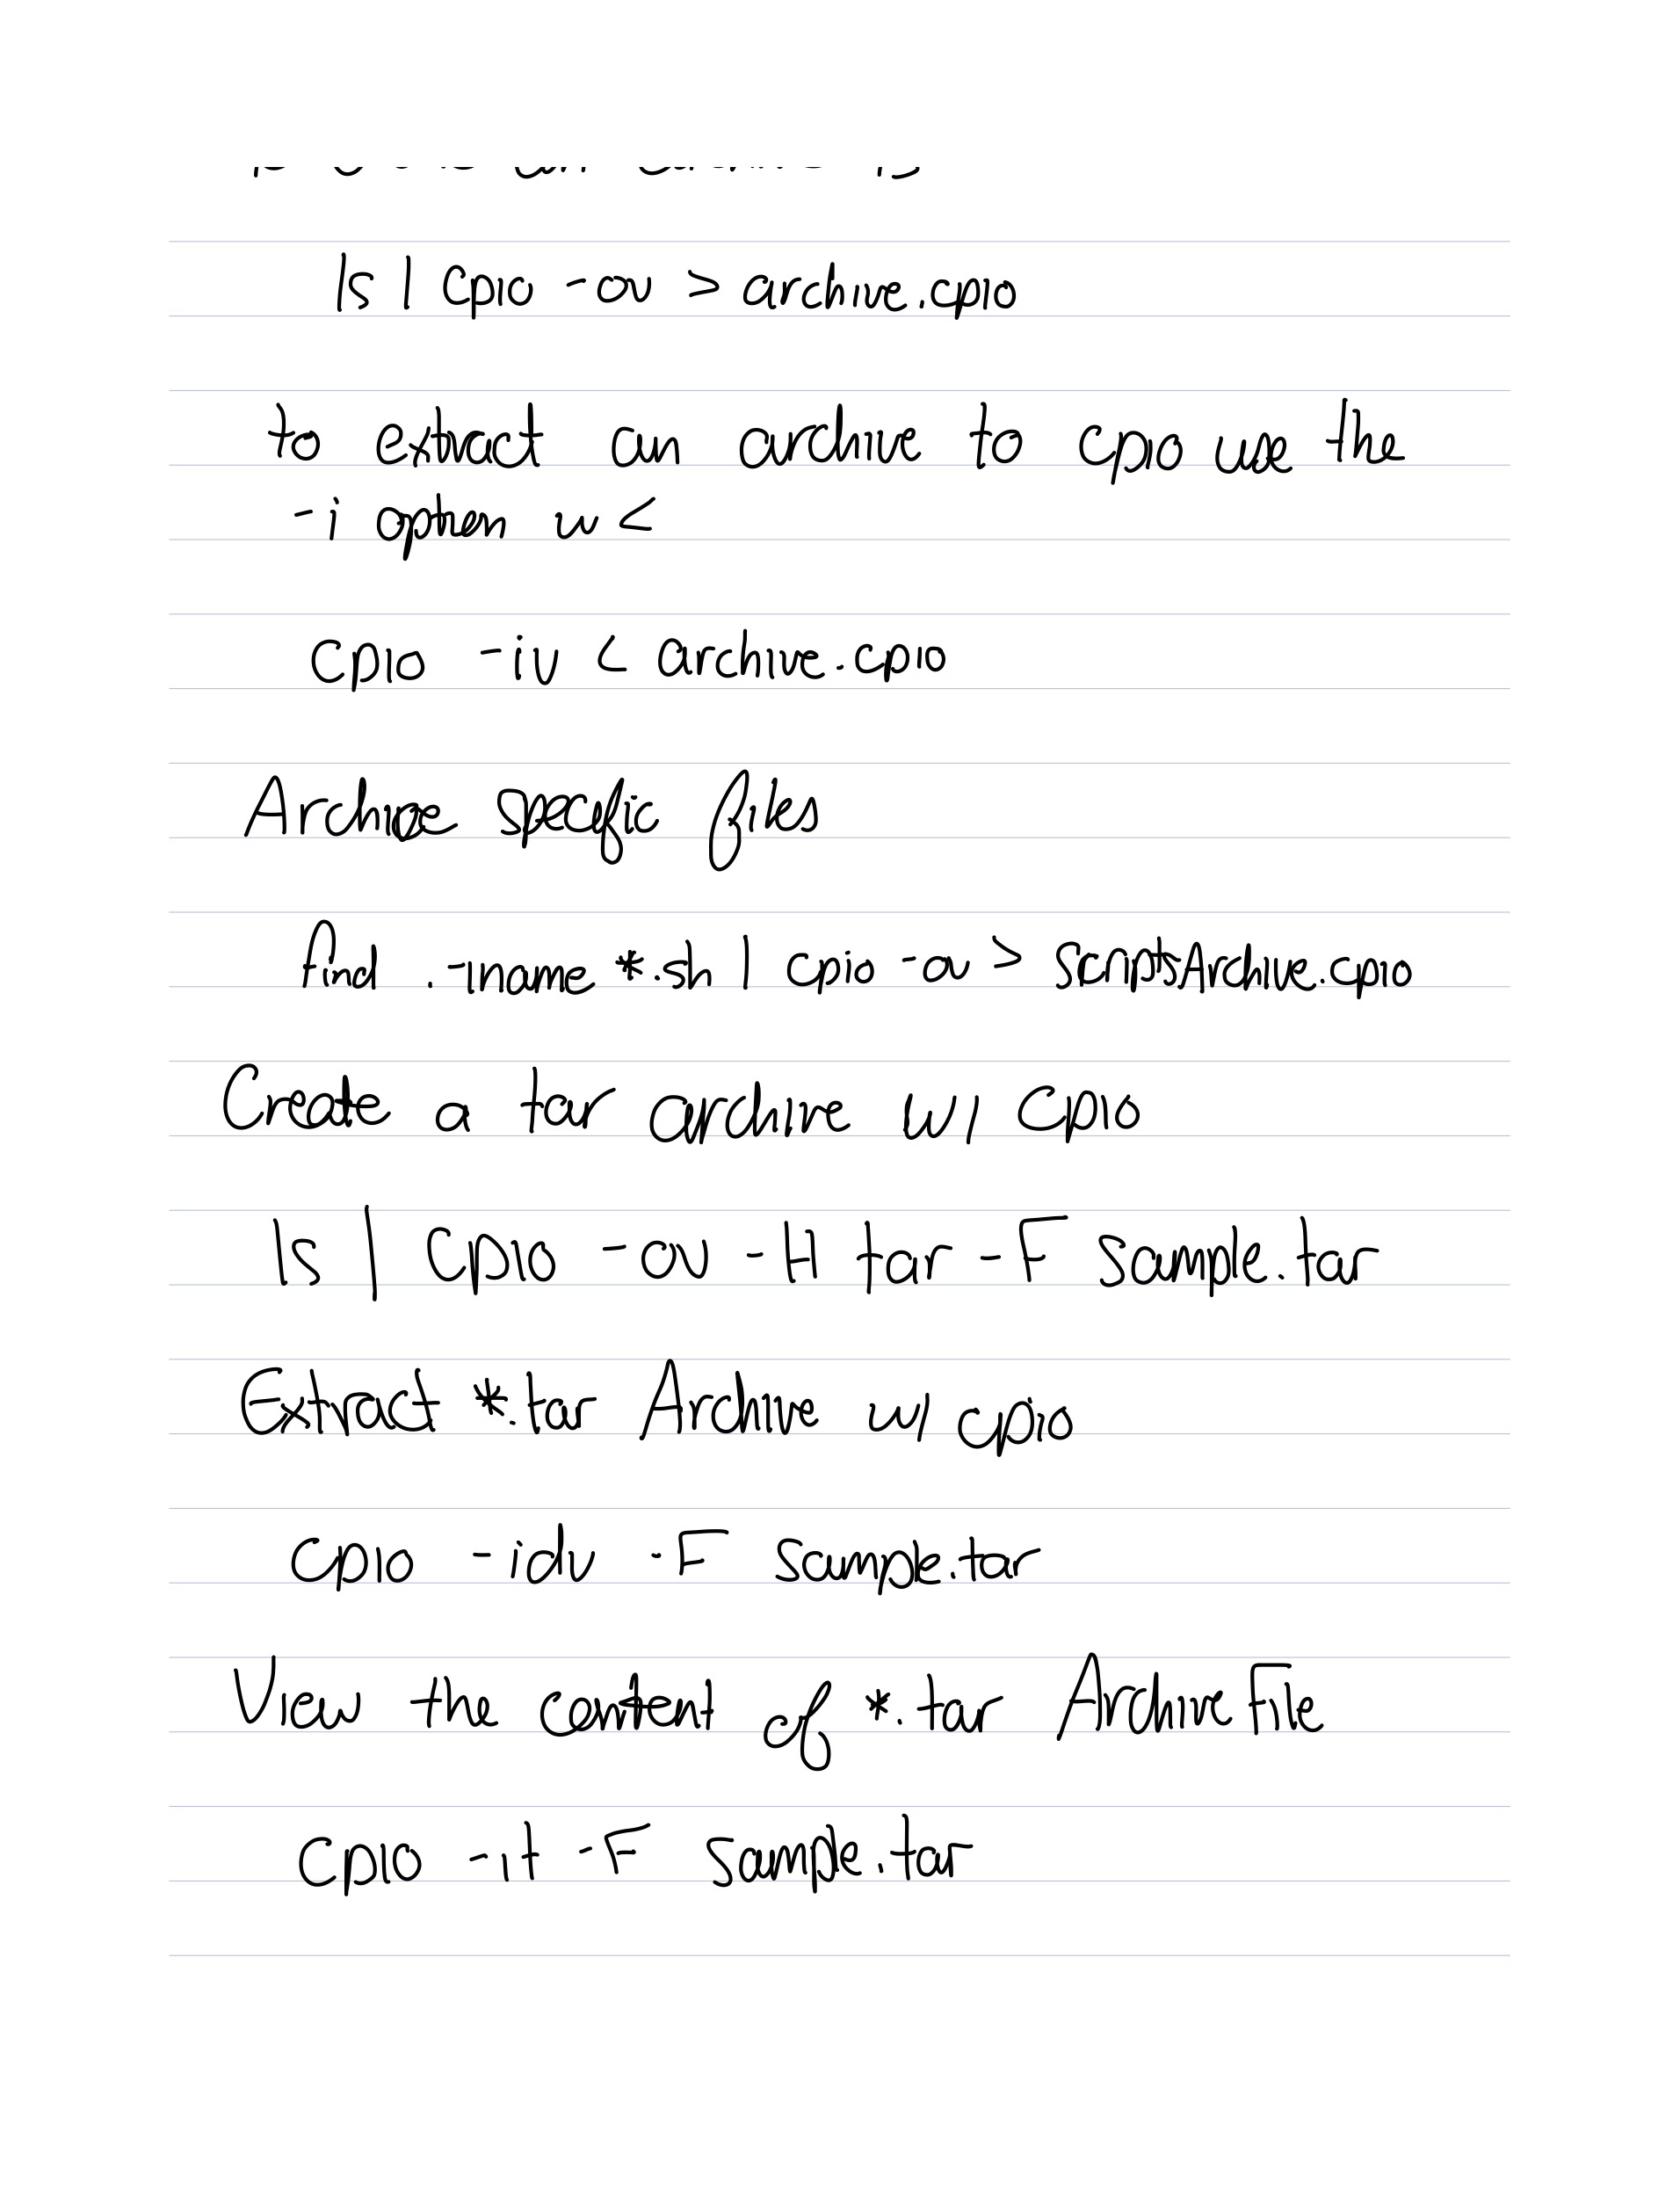 ls | cpio -ov > archive.cpio
to extract an archive to cpio use the
-i option w <
cpio -iv < archive.cpio
Archive specific files
find . -iname *.sh | cpio -ov > scriptsArchive.cpio
Create a tar archive w/ cpio
ls | cpio -ov -H tar -F sample.tar
Extract *.tar Archive w/ cpio
cpio -idv -F sample.tar
View the content of *.tar Archive File
cpio -it -F sample.tar